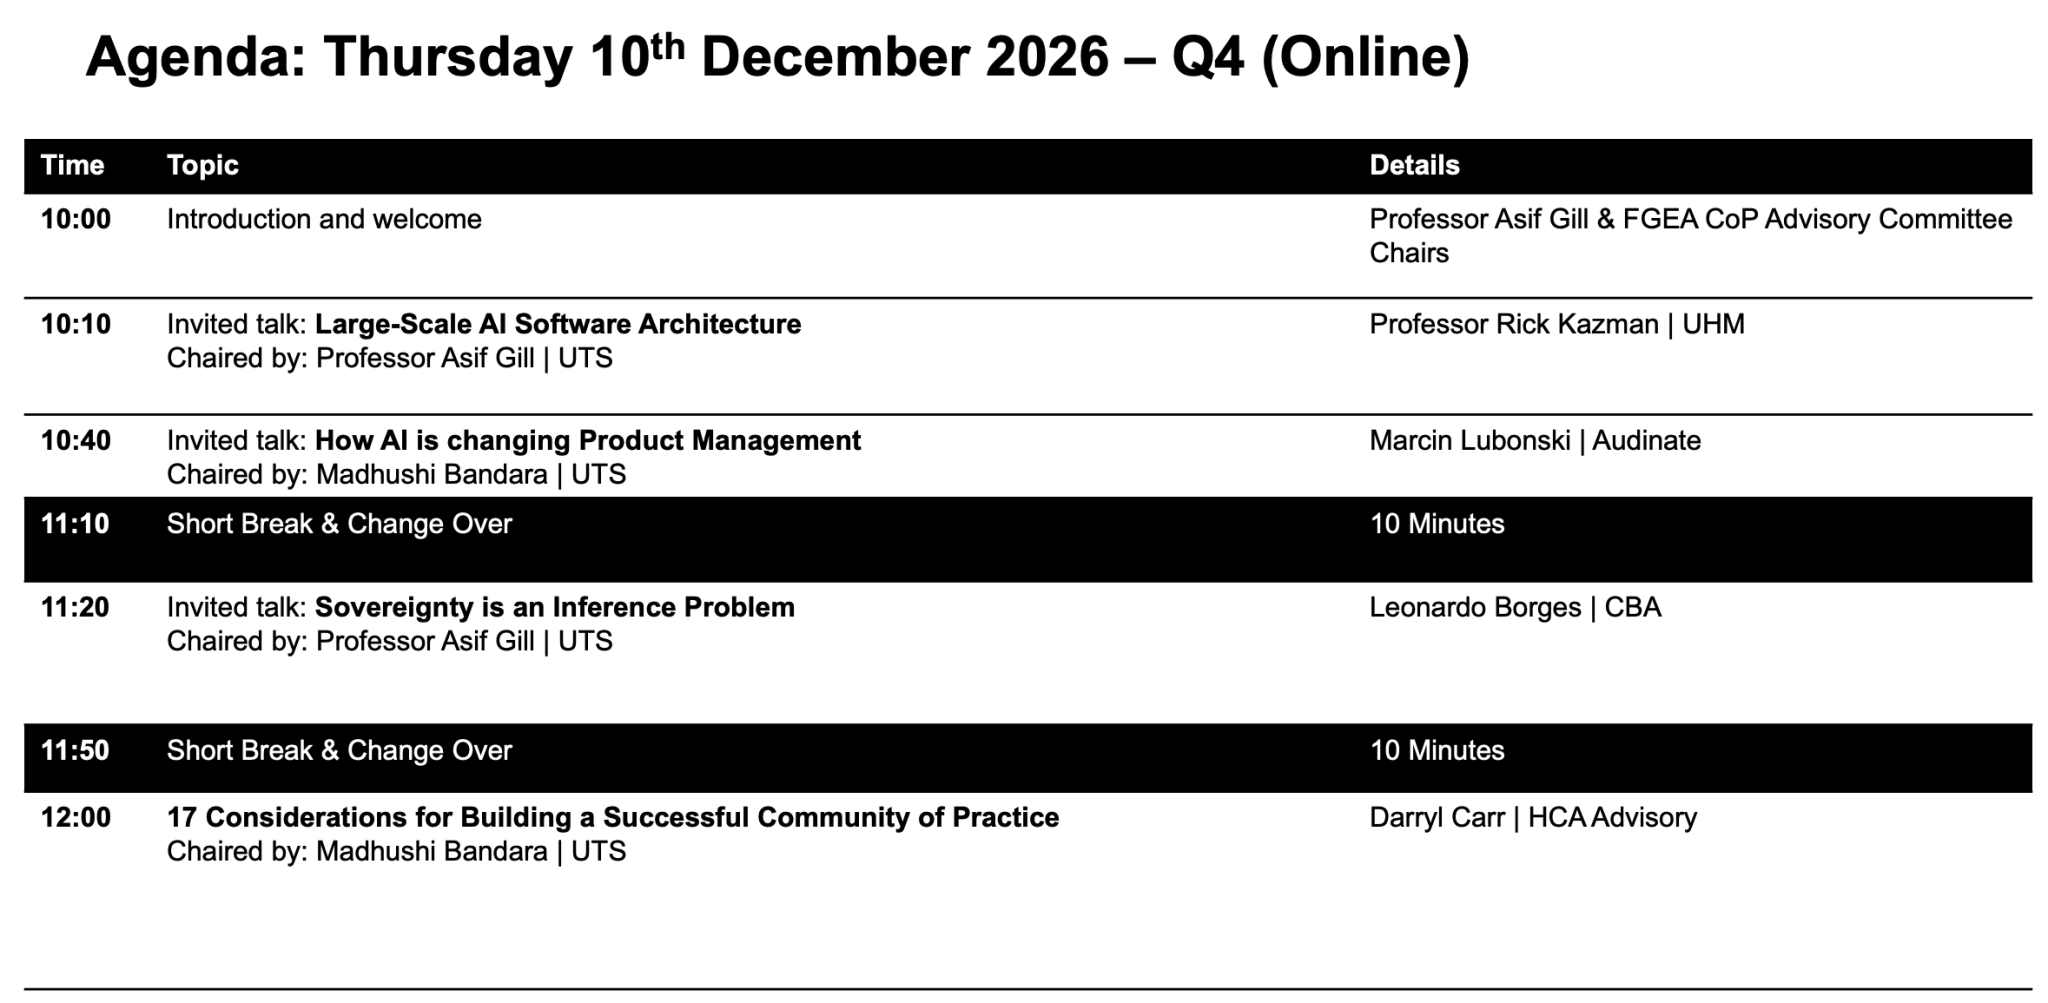 Agenda: Thursday 10th December 2026 – Q4 (Online)
Time Topic Details
10:00 Introduction and welcome Professor Asif Gill & FGEA CoP Advisory Committee
Chairs
10:10 Invited talk: Large-Scale AI Software Architecture Professor Rick Kazman | UHM
Chaired by: Professor Asif Gill | UTS
10:40 Invited talk: How AI is changing Product Management Marcin Lubonski | Audinate
Chaired by: Madhushi Bandara | UTS
11:10 Short Break & Change Over 10 Minutes
11:20 Invited talk: Sovereignty is an Inference Problem Leonardo Borges | CBA
Chaired by: Professor Asif Gill | UTS
11:50 Short Break & Change Over 10 Minutes
12:00 17 Considerations for Building a Successful Community of Practice Darryl Carr | HCA Advisory
Chaired by: Madhushi Bandara | UTS